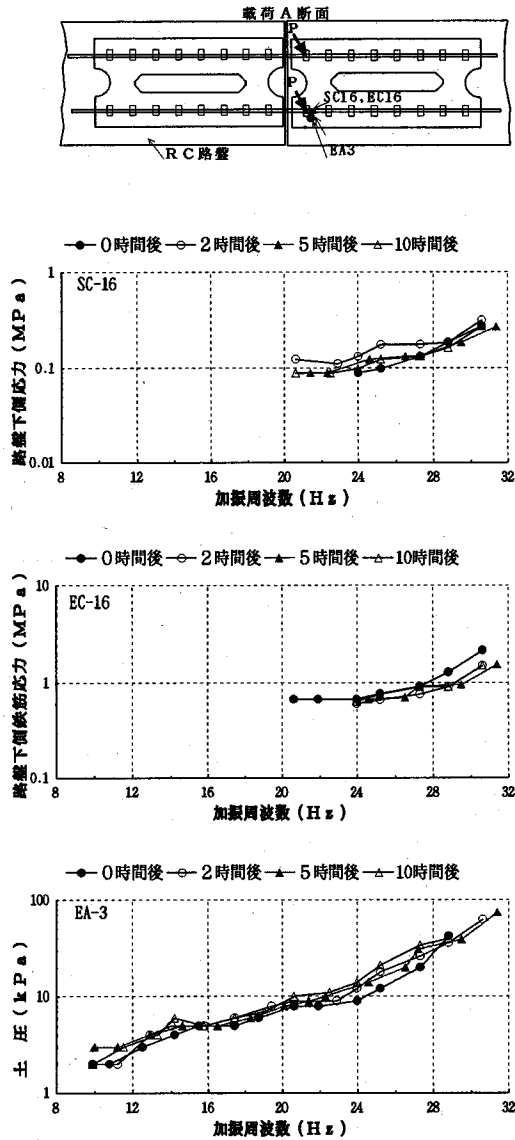 載荷A断面
P
P
SC16,EC16
EA3
RC路盤
0時間後 2時間後 5時間後 10時間後
SC-16
路盤下側応力(MPa)
1
0.1
0.01
8 12 16 20 24 28 32
加振周波数(Hz)
0時間後 2時間後 5時間後 10時間後
EC-16
路盤下側鉄筋応力(MPa)
10
1
0.1
8 12 16 20 24 28 32
加振周波数(Hz)
0時間後 2時間後 5時間後 10時間後
EA-3
土 圧(kPa)
100
10
1
8 12 16 20 24 28 32
加振周波数(Hz)